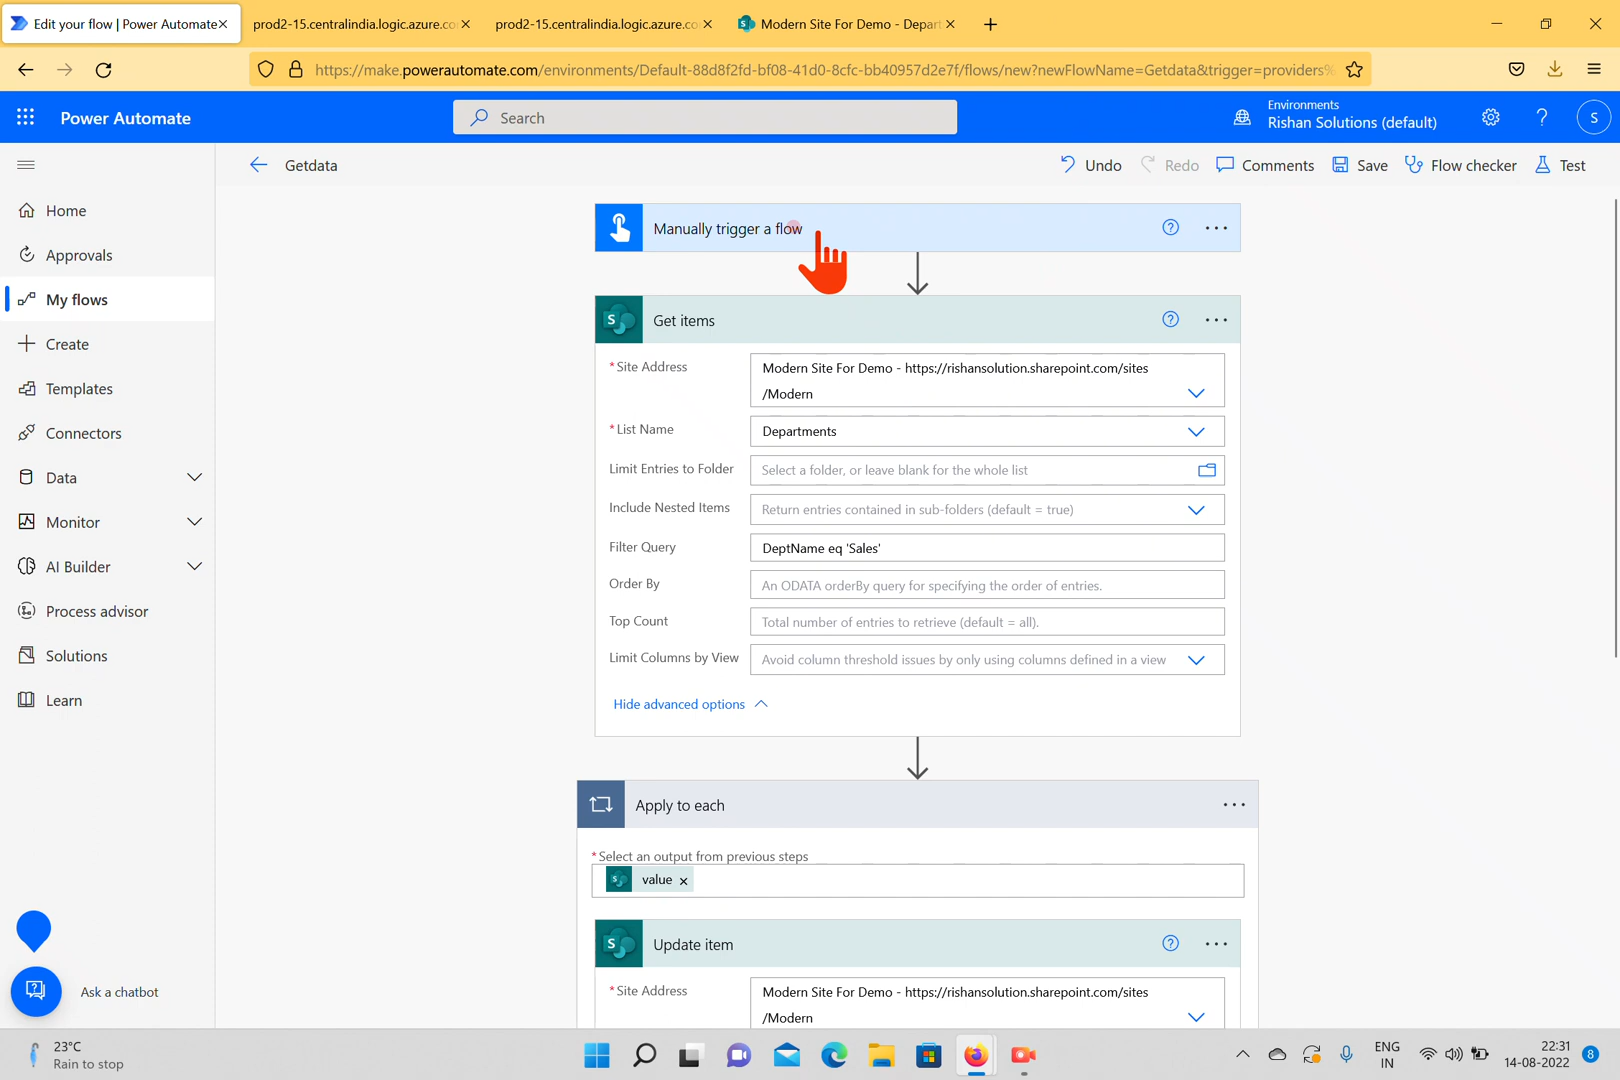 Edit your flow | Power Automate
prod2-15.centralindia.logic.azure.co
prod2-15.centralindia.logic.azure.co
Modern Site For Demo - Depart
https://make.powerautomate.com/environments/Default-88d8f2fd-bf08-41d0-8cfc-bb40957d2e7f/flows/new?newFlowName=Getdata&trigger=providers%
Power Automate
Search
Environments
Rishan Solutions (default)
?
S
Getdata
Undo
Redo
Comments
Save
Flow checker
Test
Home
Approvals
My flows
Create
Templates
Connectors
Data
Monitor
AI Builder
Process advisor
Solutions
Learn
Ask a chatbot
Manually trigger a flow
?
S
Get items
?
* Site Address
Modern Site For Demo - https://rishansolution.sharepoint.com/sites
/Modern
* List Name
Departments
Limit Entries to Folder
Select a folder, or leave blank for the whole list
Include Nested Items
Return entries contained in sub-folders (default = true)
Filter Query
DeptName eq 'Sales'
Order By
An ODATA orderBy query for specifying the order of entries.
Top Count
Total number of entries to retrieve (default = all).
Limit Columns by View
Avoid column threshold issues by only using columns defined in a view
Hide advanced options
Apply to each
* Select an output from previous steps
S
value
S
Update item
?
* Site Address
Modern Site For Demo - https://rishansolution.sharepoint.com/sites
/Modern
23°C
Rain to stop
ENG
IN
22:31
14-08-2022
8